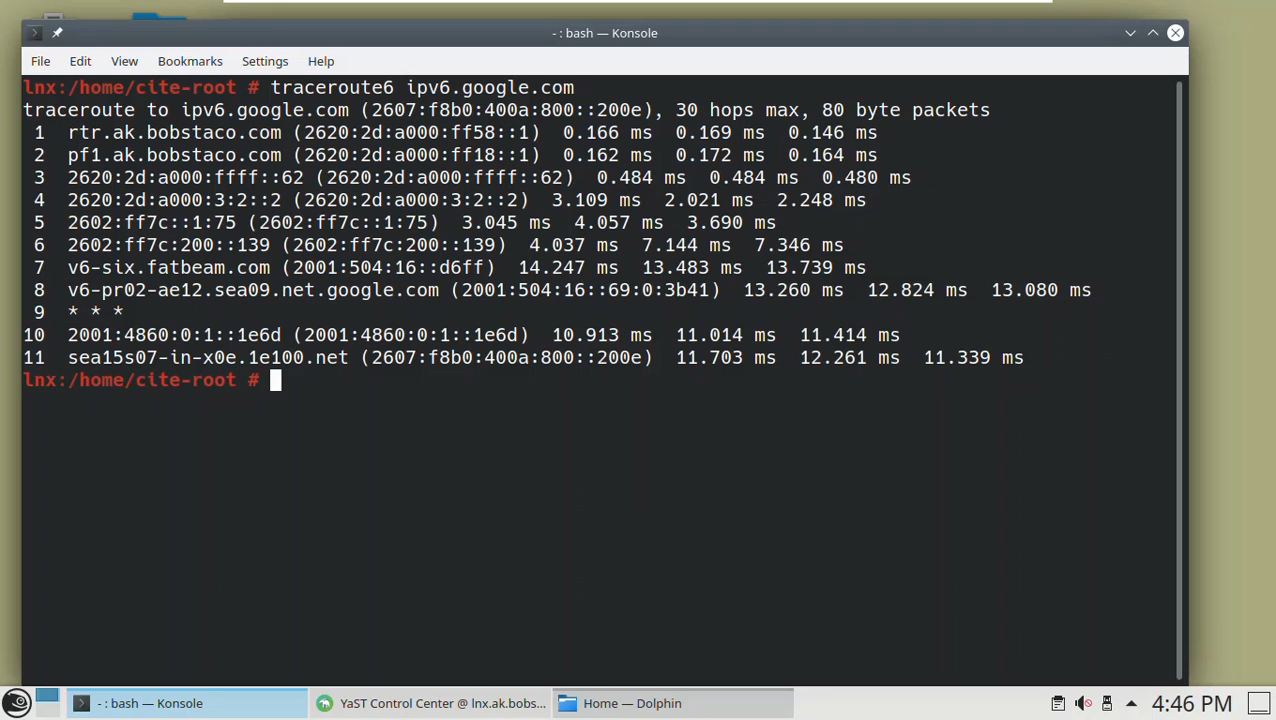 - : bash — Konsole
File Edit View Bookmarks Settings Help
lnx:/home/cite-root # traceroute6 ipv6.google.com
traceroute to ipv6.google.com (2607:f8b0:400a:800::200e), 30 hops max, 80 byte packets
1 rtr.ak.bobstaco.com (2620:2d:a000:ff58::1) 0.166 ms 0.169 ms 0.146 ms
2 pf1.ak.bobstaco.com (2620:2d:a000:ff18::1) 0.162 ms 0.172 ms 0.164 ms
3 2620:2d:a000:ffff::62 (2620:2d:a000:ffff::62) 0.484 ms 0.484 ms 0.480 ms
4 2620:2d:a000:3:2::2 (2620:2d:a000:3:2::2) 3.109 ms 2.021 ms 2.248 ms
5 2602:ff7c::1:75 (2602:ff7c::1:75) 3.045 ms 4.057 ms 3.690 ms
6 2602:ff7c:200::139 (2602:ff7c:200::139) 4.037 ms 7.144 ms 7.346 ms
7 v6-six.fatbeam.com (2001:504:16::d6ff) 14.247 ms 13.483 ms 13.739 ms
8 v6-pr02-ae12.sea09.net.google.com (2001:504:16::69:0:3b41) 13.260 ms 12.824 ms 13.080 ms
9 * * *
10 2001:4860:0:1::1e6d (2001:4860:0:1::1e6d) 10.913 ms 11.014 ms 11.414 ms
11 sea15s07-in-x0e.1e100.net (2607:f8b0:400a:800::200e) 11.703 ms 12.261 ms 11.339 ms
lnx:/home/cite-root #
- : bash — Konsole YaST Control Center @ lnx.ak.bobs... Home — Dolphin 4:46 PM